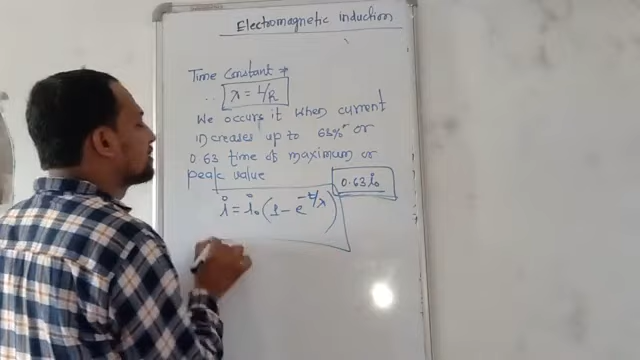 Electromagnetic induction
Time Constant
λ = L/R
We occurs it when current
increases up to 63% or
0.63 time of maximum or
peak value
0.63 i₀
i = i₀ (1 - e^(-t/λ))